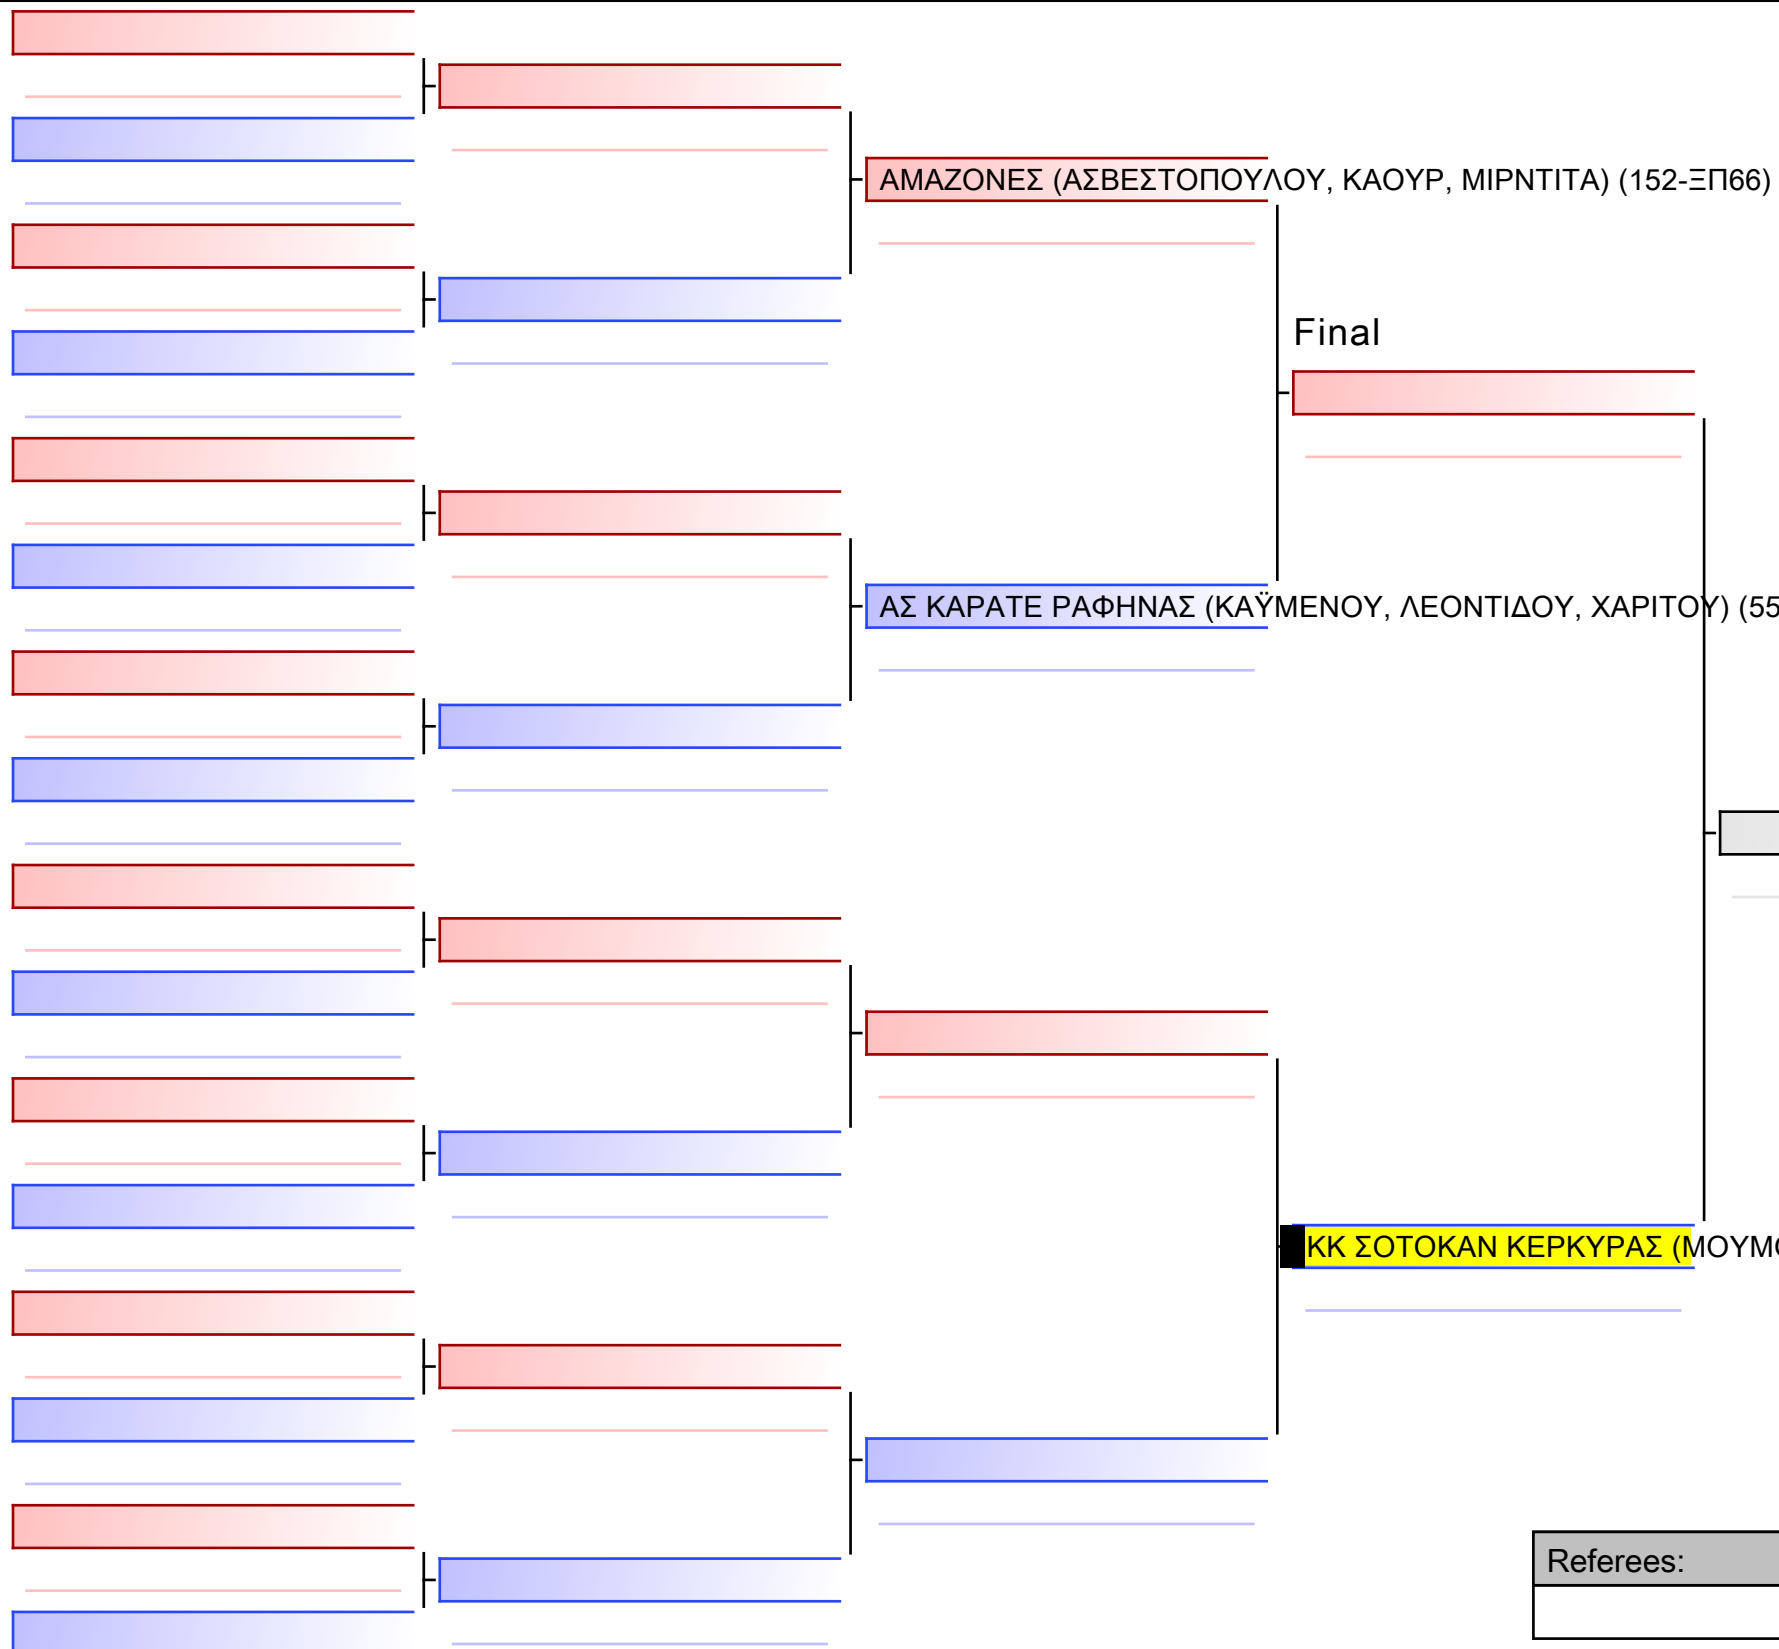 ΑΜΑΖΟΝΕΣ (ΑΣΒΕΣΤΟΠΟΥΛΟΥ, ΚΑΟΥΡ, ΜΙΡΝΤΙΤΑ) (152-ΞΠ66)
Final
ΑΣ ΚΑΡΑΤΕ ΡΑΦΗΝΑΣ (ΚΑΫΜΕΝΟΥ, ΛΕΟΝΤΙΔΟΥ, ΧΑΡΙΤΟΥ) (55
ΚΚ ΣΟΤΟΚΑΝ ΚΕΡΚΥΡΑΣ (ΜΟΥΜ
Referees: